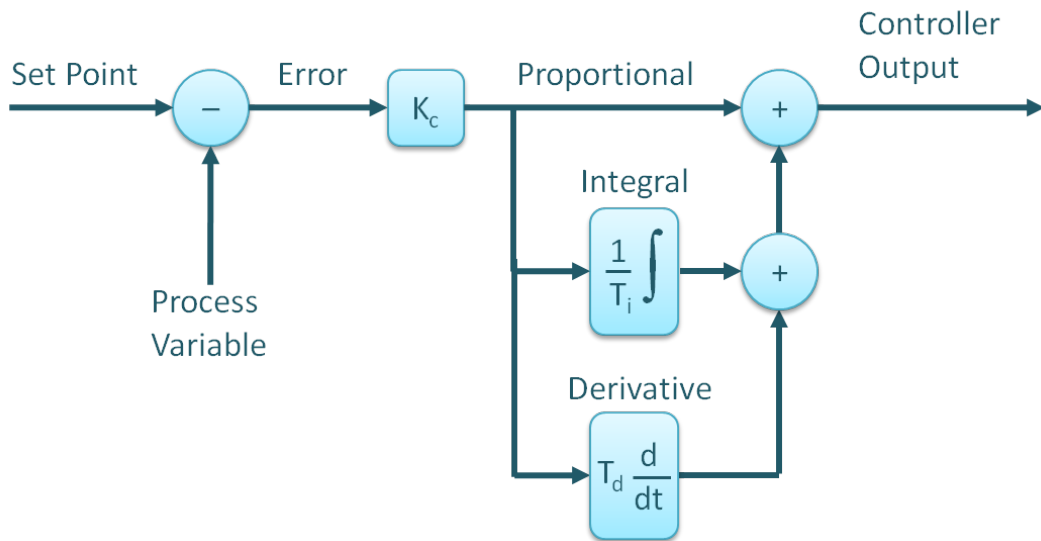 Set Point
−
Error
Kc
Proportional
+
Controller
Output
Process
Variable
Integral
1
Ti
∫
+
Derivative
Td
d
dt